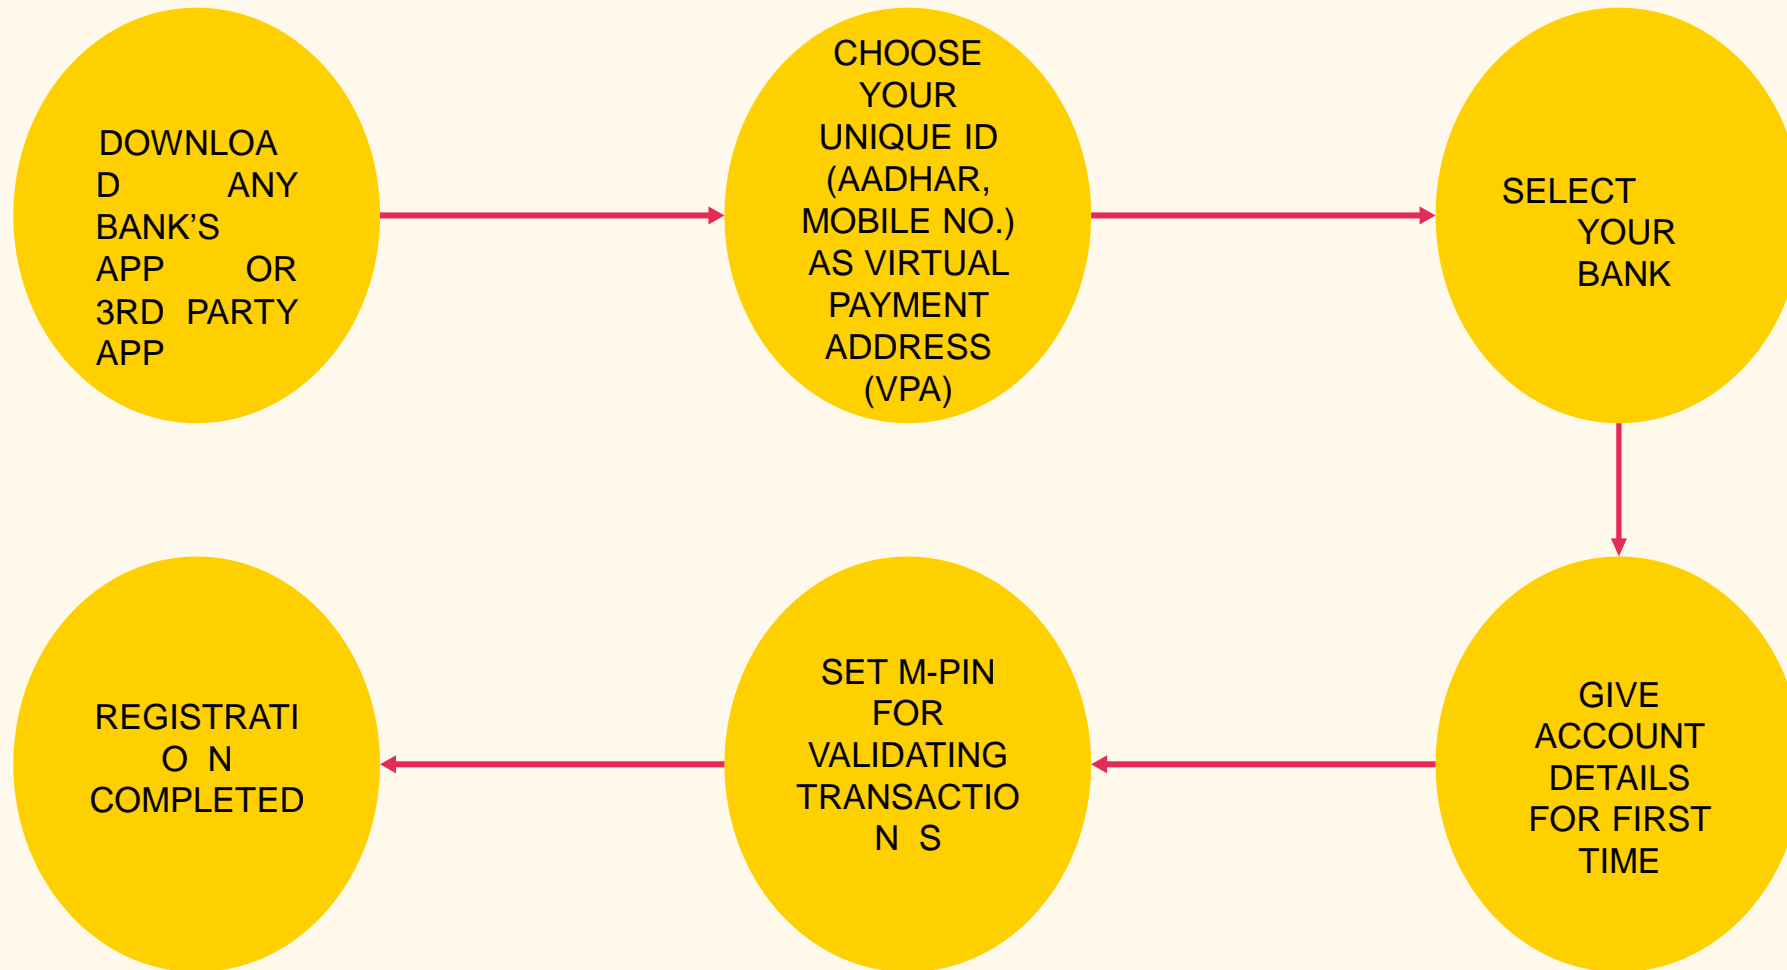 DOWNLOA
D ANY
BANK’S
APP OR
3RD PARTY
APP
CHOOSE
YOUR
UNIQUE ID
(AADHAR,
MOBILE NO.)
AS VIRTUAL
PAYMENT
ADDRESS
(VPA)
SELECT
YOUR
BANK
GIVE
ACCOUNT
DETAILS
FOR FIRST
TIME
SET M-PIN
FOR
VALIDATING
TRANSACTIO
N S
REGISTRATI
O N
COMPLETED